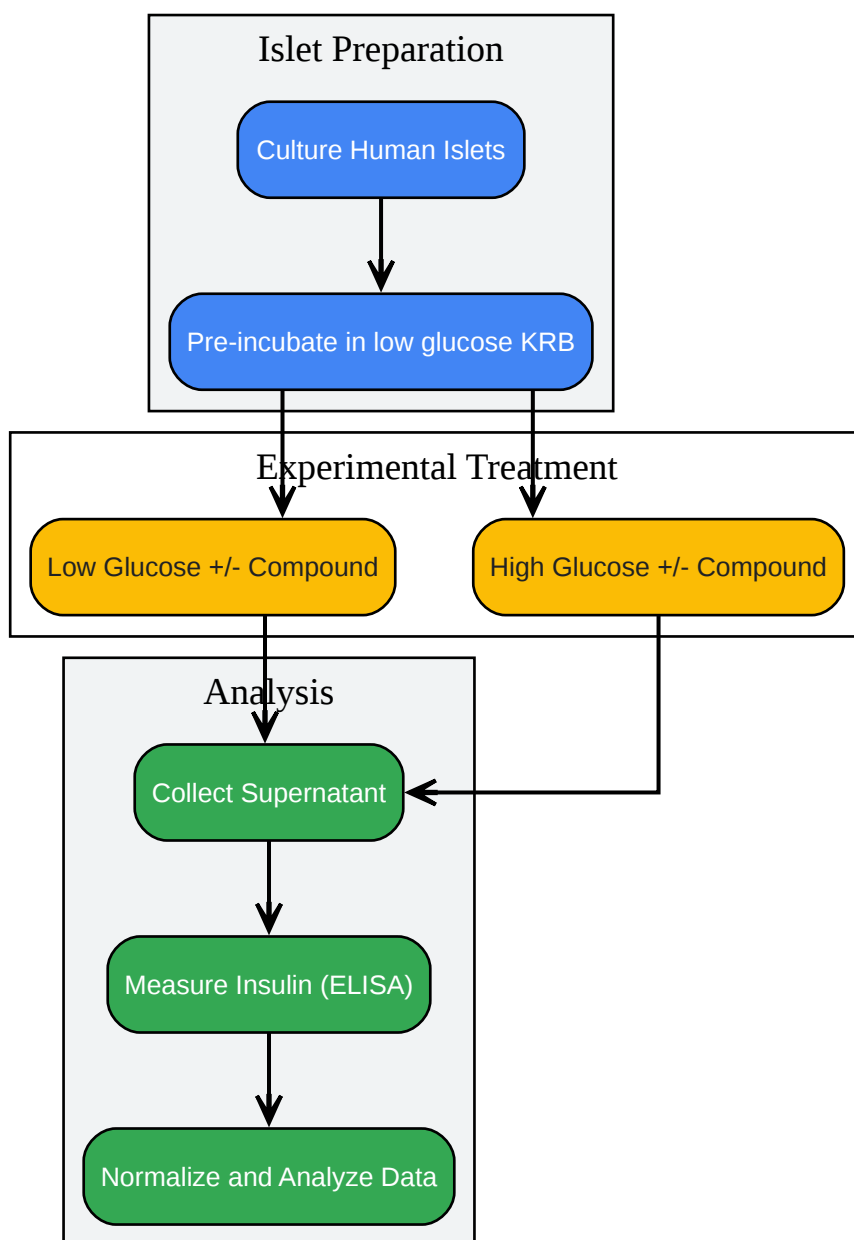 Islet Preparation
Culture Human Islets
Pre-incubate in low glucose KRB
Experimental Treatment
Low Glucose +/- Compound
High Glucose +/- Compound
Analysis
Collect Supernatant
Measure Insulin (ELISA)
Normalize and Analyze Data